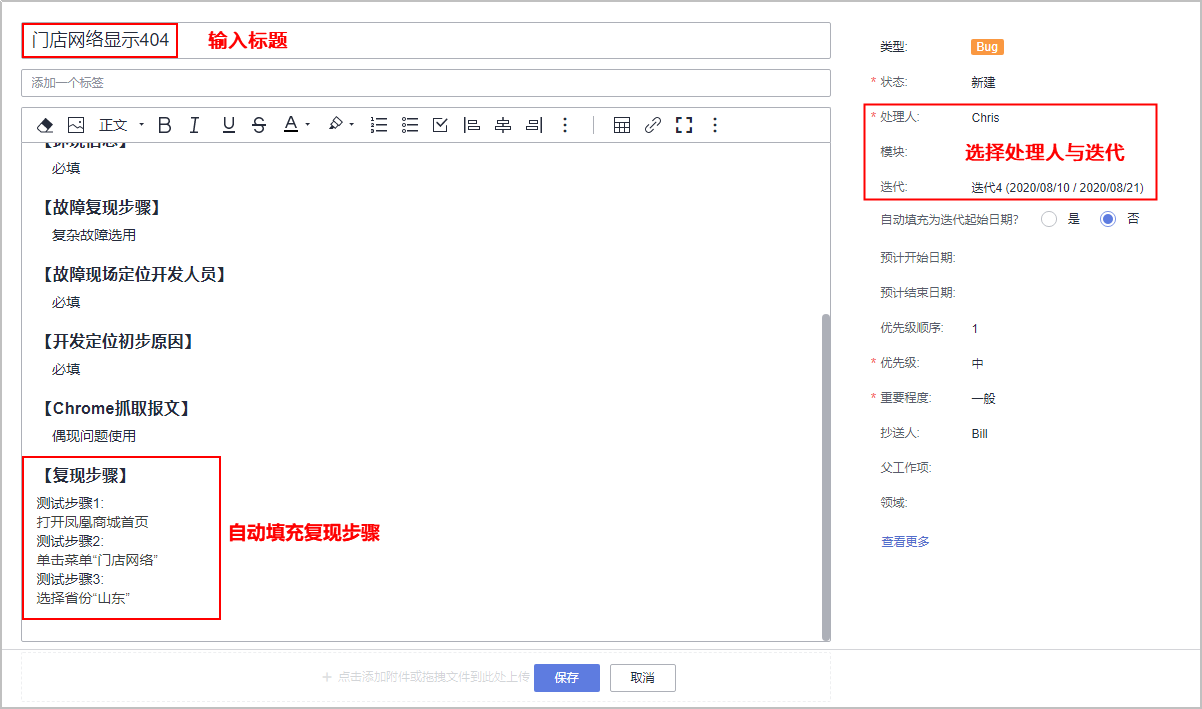 门店网络显示404
输入标题
添加一个标签
正文
【环境信息】
必填
【故障复现步骤】
复杂故障选用
【故障现场定位开发人员】
必填
【开发定位初步原因】
必填
【Chrome抓取报文】
偶现问题使用
【复现步骤】
测试步骤1:
打开凤凰商城首页
测试步骤2:
单击菜单“门店网络”
测试步骤3:
选择省份“山东”
自动填充复现步骤
+ 点击添加附件或拖拽文件到此处上传
保存
取消
类型: Bug
* 状态: 新建
* 处理人: Chris
模块:
选择处理人与迭代
迭代: 迭代4 (2020/08/10 / 2020/08/21)
自动填充为迭代起始日期? 是 否
预计开始日期:
预计结束日期:
优先级顺序: 1
* 优先级: 中
* 重要程度: 一般
抄送人: Bill
父工作项:
领域:
查看更多